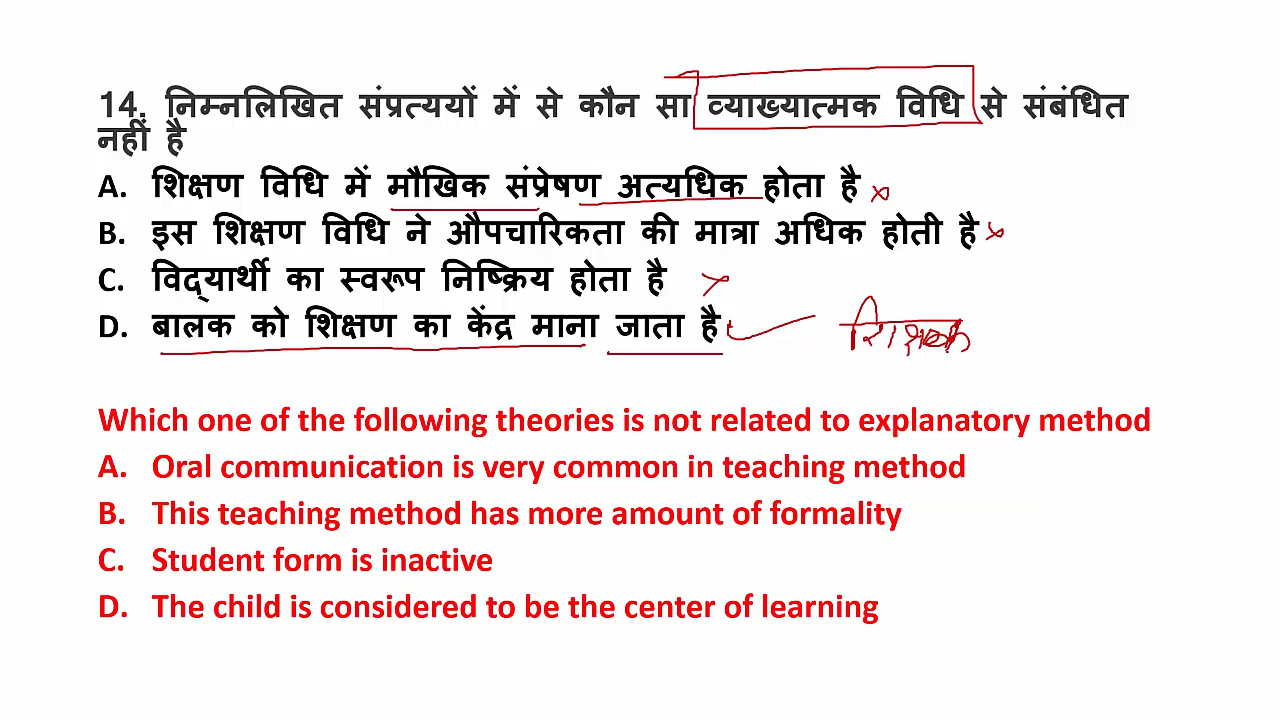 14. निम्नलिखित संप्रत्ययों में से कौन सा व्याख्यात्मक विधि से संबंधित
नहीं है
A. शिक्षण विधि में मौखिक संप्रेषण अत्यधिक होता है
B. इस शिक्षण विधि ने औपचारिकता की मात्रा अधिक होती है
C. विद्यार्थी का स्वरूप निष्क्रिय होता है
D. बालक को शिक्षण का केंद्र माना जाता है
Which one of the following theories is not related to explanatory method
A. Oral communication is very common in teaching method
B. This teaching method has more amount of formality
C. Student form is inactive
D. The child is considered to be the center of learning